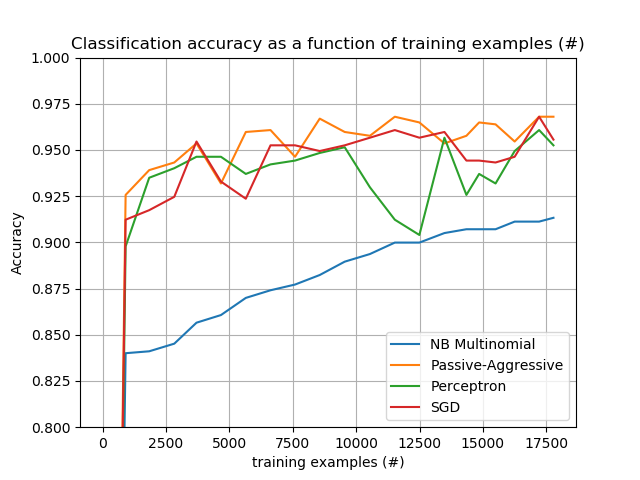 Classification accuracy as a function of training examples (#)
1.000
0.975
0.950
0.925
0.900
0.875
0.850
0.825
0.800
Accuracy
NB Multinomial
Passive-Aggressive
Perceptron
SGD
0 2500 5000 7500 10000 12500 15000 17500
training examples (#)